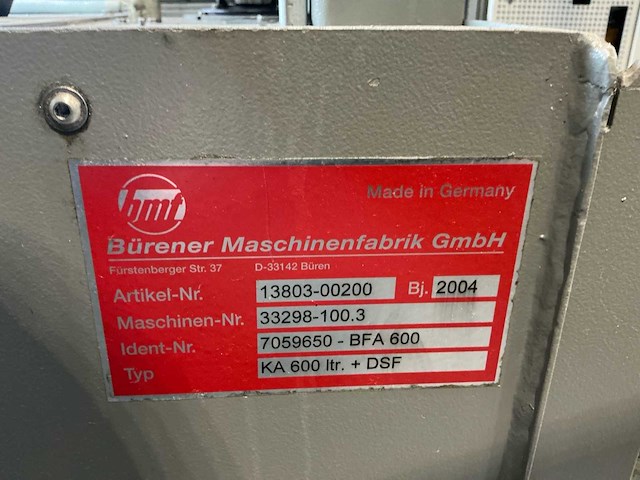 bmf
Made in Germany
Bürener Maschinenfabrik GmbH
Fürstenberger Str. 37 D-33142 Büren
Artikel-Nr. 13803-00200 Bj. 2004
Maschinen-Nr. 33298-100.3
Ident-Nr. 7059650 - BFA 600
Typ KA 600 ltr. + DSF